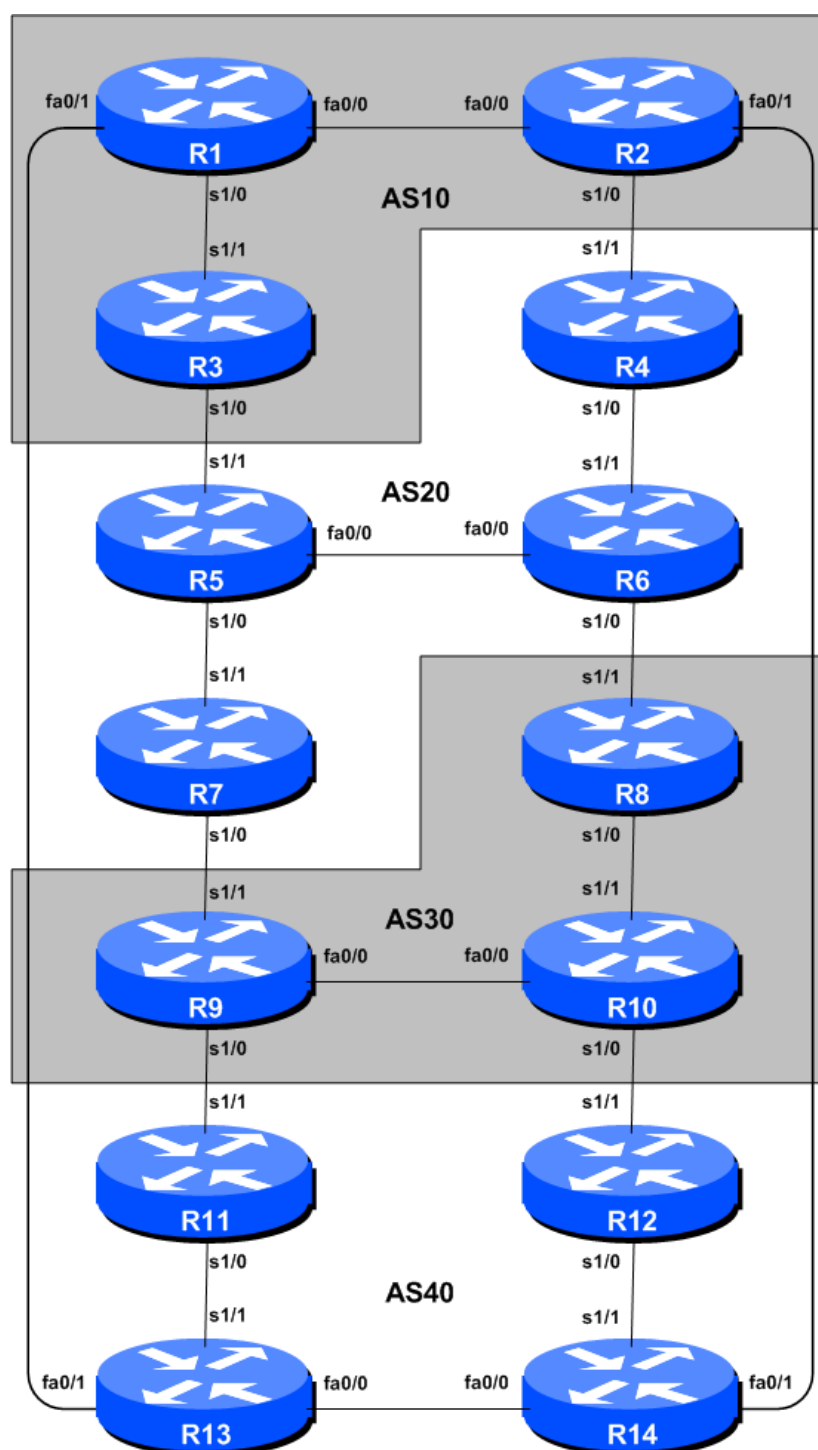 fa0/1 fa0/0 fa0/0 fa0/1
R1 R2
s1/0 AS10 s1/0
s1/1 s1/1
R3 R4
s1/0 s1/0
s1/1 s1/1
AS20
fa0/0 fa0/0
R5 R6
s1/0 s1/0
s1/1 s1/1
R7 R8
s1/0 s1/0
s1/1 s1/1
AS30
fa0/0 fa0/0
R9 R10
s1/0 s1/0
s1/1 s1/1
R11 R12
s1/0 s1/0
AS40
s1/1 s1/1
fa0/1 fa0/0 fa0/0 fa0/1
R13 R14